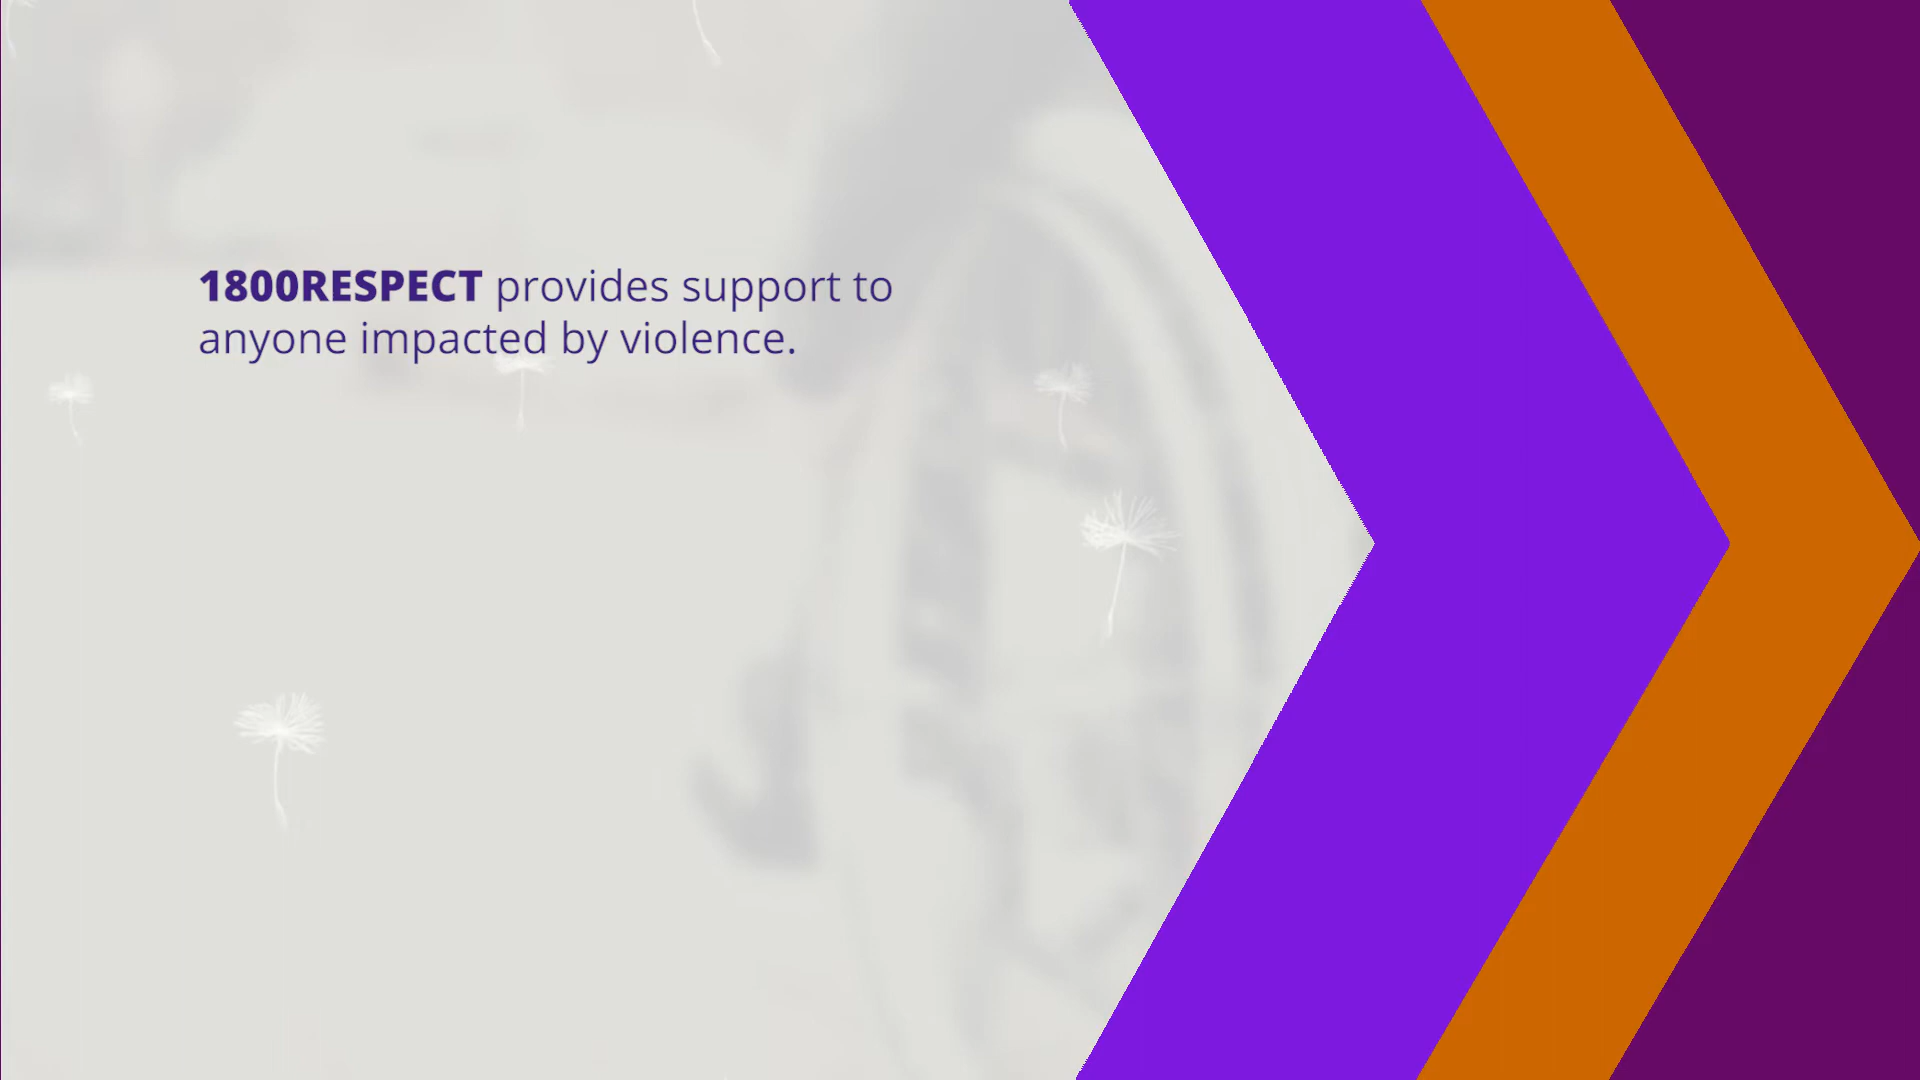 1800RESPECT provides support to
anyone impacted by violence.